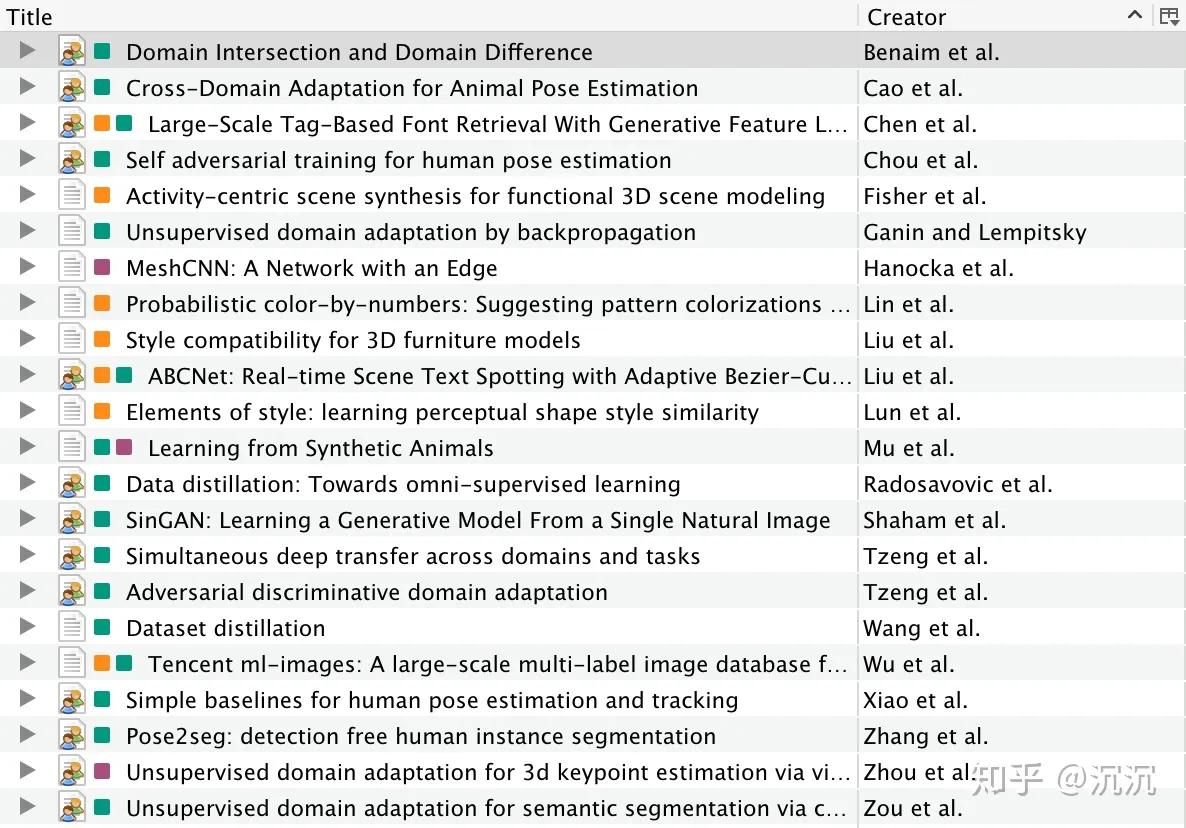 Title Creator
Domain Intersection and Domain Difference Benaim et al.
Cross-Domain Adaptation for Animal Pose Estimation Cao et al.
Large-Scale Tag-Based Font Retrieval With Generative Feature L... Chen et al.
Self adversarial training for human pose estimation Chou et al.
Activity-centric scene synthesis for functional 3D scene modeling Fisher et al.
Unsupervised domain adaptation by backpropagation Ganin and Lempitsky
MeshCNN: A Network with an Edge Hanocka et al.
Probabilistic color-by-numbers: Suggesting pattern colorizations ... Lin et al.
Style compatibility for 3D furniture models Liu et al.
ABCNet: Real-time Scene Text Spotting with Adaptive Bezier-Cu... Liu et al.
Elements of style: learning perceptual shape style similarity Lun et al.
Learning from Synthetic Animals Mu et al.
Data distillation: Towards omni-supervised learning Radosavovic et al.
SinGAN: Learning a Generative Model From a Single Natural Image Shaham et al.
Simultaneous deep transfer across domains and tasks Tzeng et al.
Adversarial discriminative domain adaptation Tzeng et al.
Dataset distillation Wang et al.
Tencent ml-images: A large-scale multi-label image database f... Wu et al.
Simple baselines for human pose estimation and tracking Xiao et al.
Pose2seg: detection free human instance segmentation Zhang et al.
Unsupervised domain adaptation for 3d keypoint estimation via vi... Zhou et al.
知乎 @沉沉
Unsupervised domain adaptation for semantic segmentation via c... Zou et al.